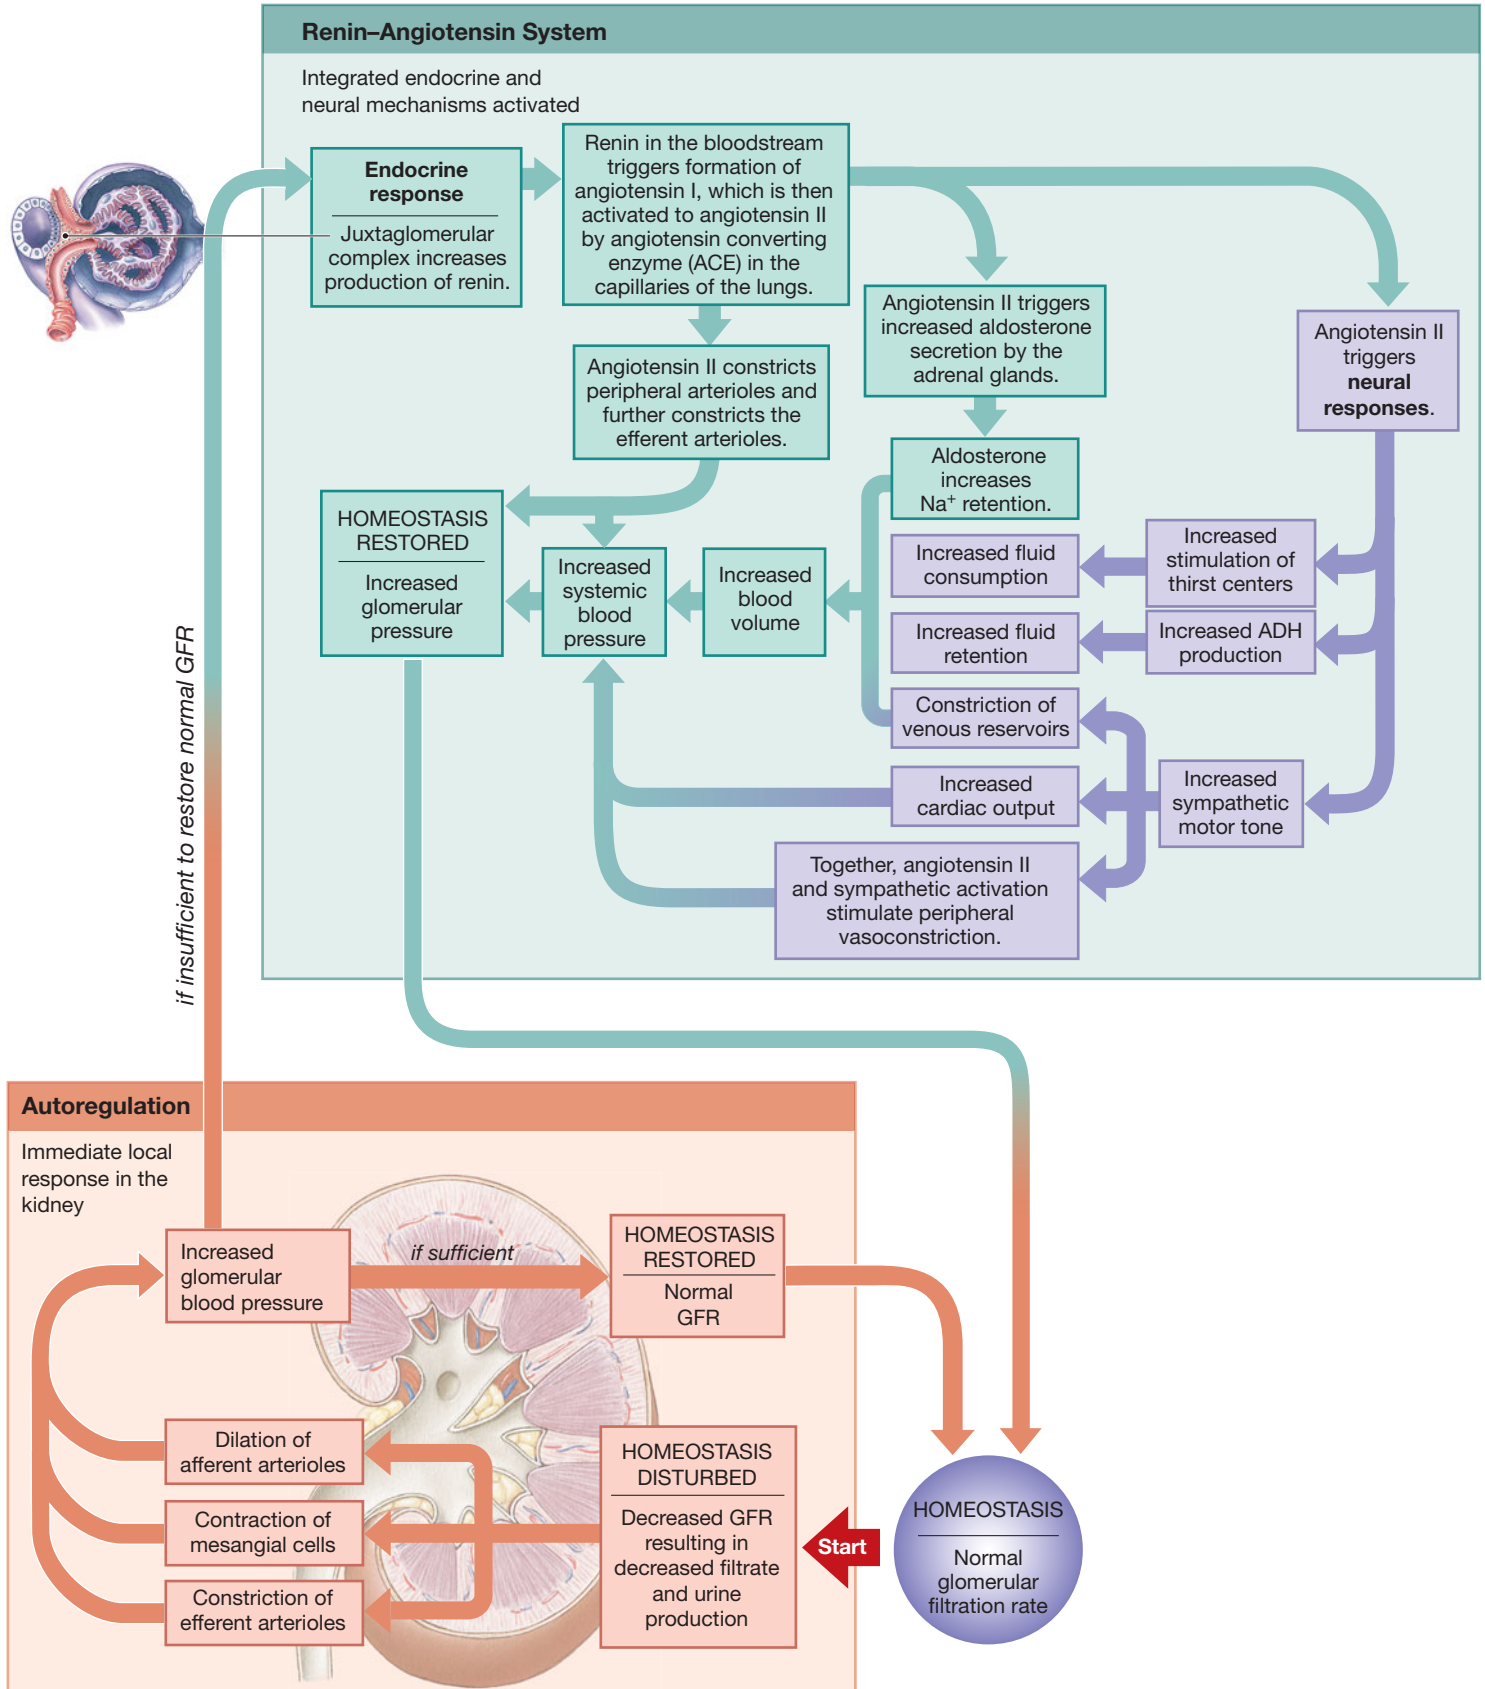 Renin–Angiotensin System
Integrated endocrine and
neural mechanisms activated
Endocrine
response
Juxtaglomerular
complex increases
production of renin.
Renin in the bloodstream
triggers formation of
angiotensin I, which is then
activated to angiotensin II
by angiotensin converting
enzyme (ACE) in the
capillaries of the lungs.
Angiotensin II constricts
peripheral arterioles and
further constricts the
efferent arterioles.
Angiotensin II triggers
increased aldosterone
secretion by the
adrenal glands.
Angiotensin II
triggers
neural
responses.
Aldosterone
increases
Na⁺ retention.
HOMEOSTASIS
RESTORED
Increased
glomerular
pressure
Increased
systemic
blood
pressure
Increased
blood
volume
Increased fluid
consumption
Increased
stimulation of
thirst centers
Increased fluid
retention
Increased ADH
production
Constriction of
venous reservoirs
Increased
cardiac output
Increased
sympathetic
motor tone
Together, angiotensin II
and sympathetic activation
stimulate peripheral
vasoconstriction.
if insufficient to restore normal GFR
Autoregulation
Immediate local
response in the
kidney
Increased
glomerular
blood pressure
if sufficient
HOMEOSTASIS
RESTORED
Normal
GFR
Dilation of
afferent arterioles
Contraction of
mesangial cells
Constriction of
efferent arterioles
HOMEOSTASIS
DISTURBED
Decreased GFR
resulting in
decreased filtrate
and urine
production
Start
HOMEOSTASIS
Normal
glomerular
filtration rate